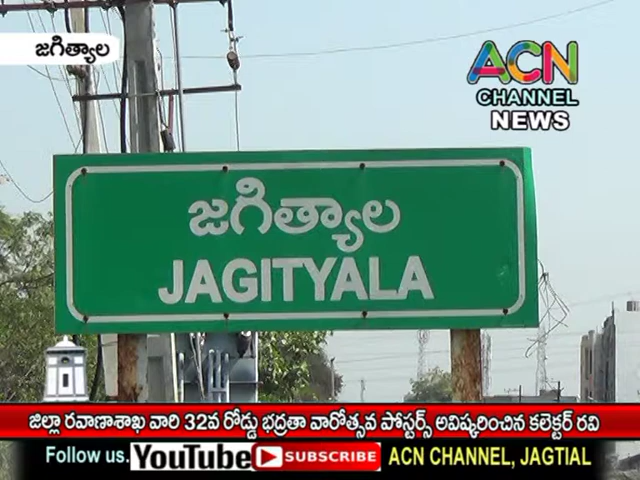 జగిత్యాల
ACN
CHANNEL
NEWS
జగిత్యాల
JAGITYALA
జిల్లా రవాణాశాఖ వారి 32వ రోడ్డు భద్రతా వారోత్సవ పోస్టర్స్ అవిష్కరించిన కలెక్టర్ రవి
Follow us. YouTube SUBSCRIBE ACN CHANNEL, JAGTIAL